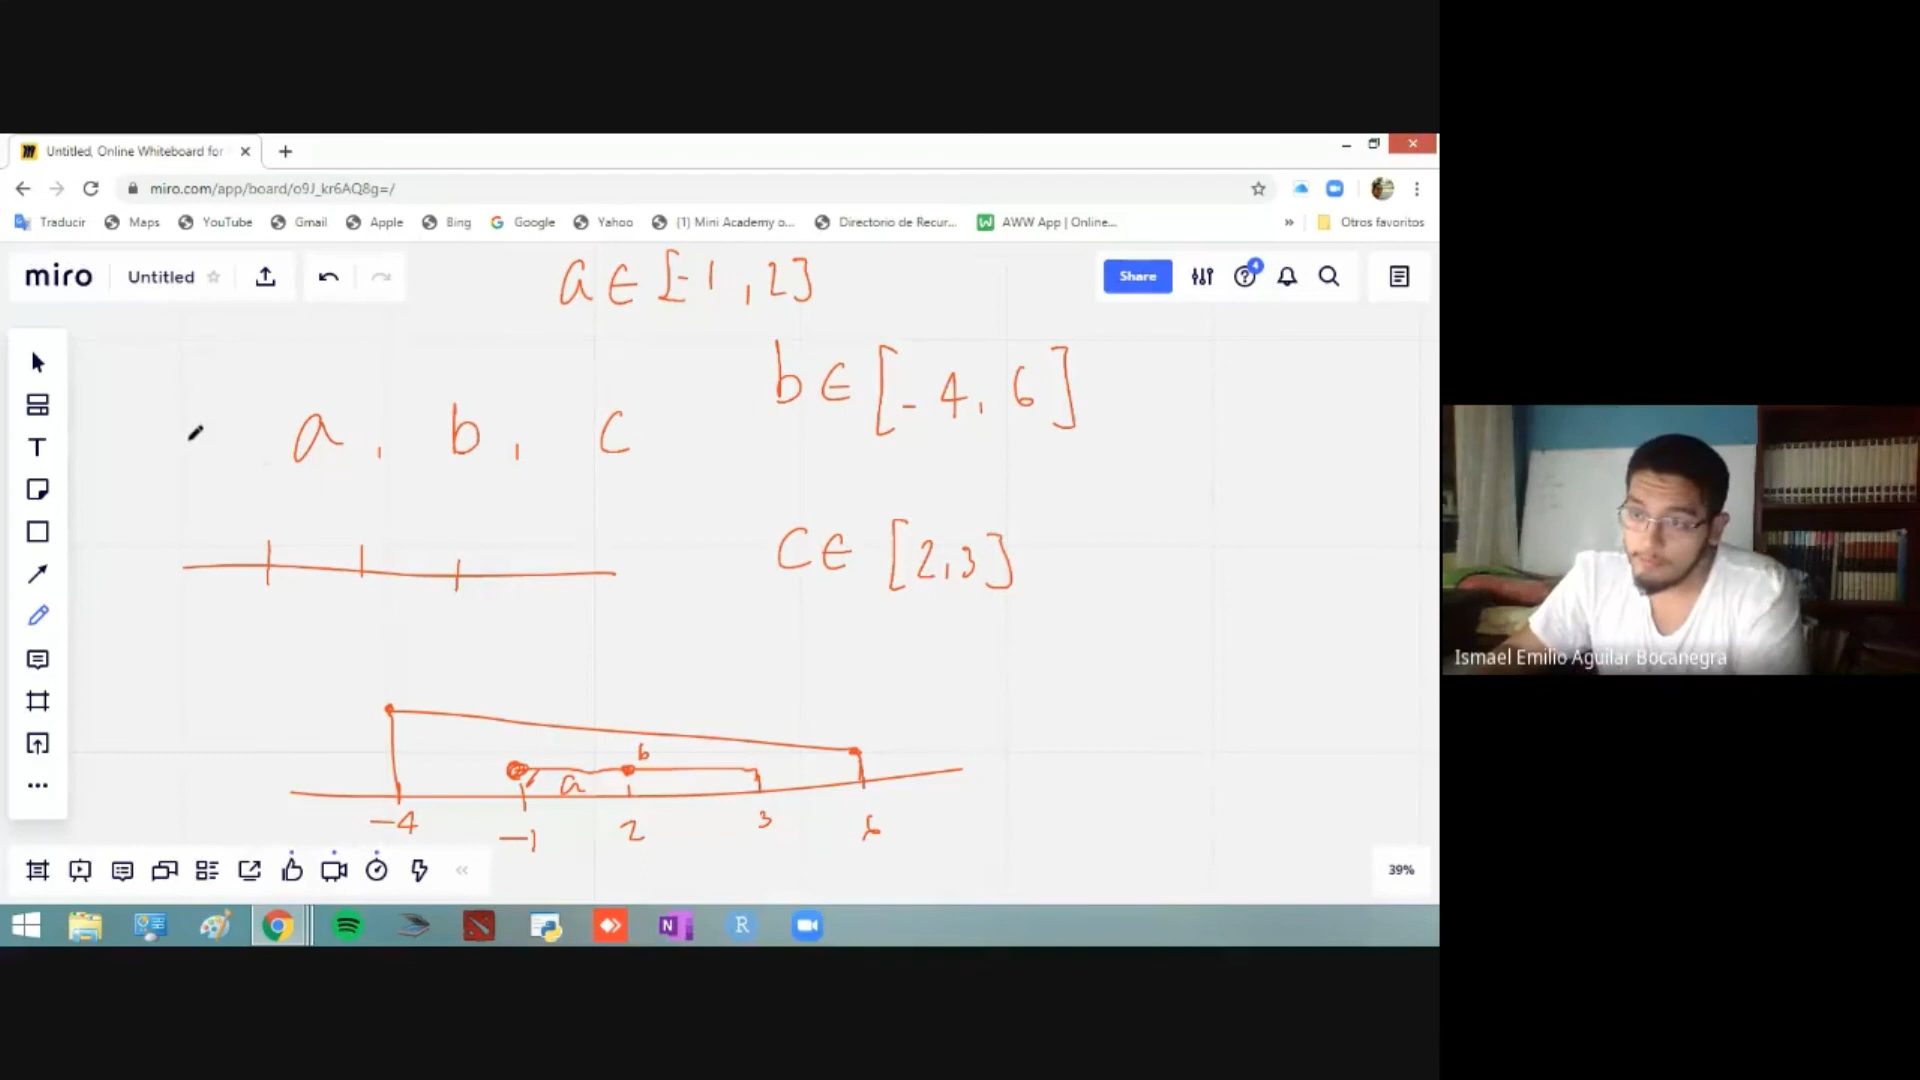 Untitled, Online Whiteboard for
miro.com/app/board/o9J_kr6AQ8g=/
Traducir Maps YouTube Gmail Apple Bing Google Yahoo (1) Mini Academy o... Directorio de Recur... AWW App | Online... » Otros favoritos
miro Untitled Share 4
a ∈ [-1, 2]
b ∈ [-4, 6]
a, b, c
c ∈ [2,3]
Ismael Emilio Aguilar Bocanegra
b
a
-4 -1 2 3 6
39%